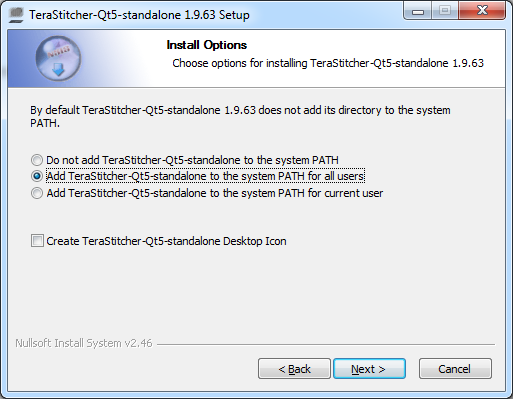 TeraStitcher-Qt5-standalone 1.9.63 Setup
Install Options
Choose options for installing TeraStitcher-Qt5-standalone 1.9.63
By default TeraStitcher-Qt5-standalone 1.9.63 does not add its directory to the system
PATH.
Do not add TeraStitcher-Qt5-standalone to the system PATH
Add TeraStitcher-Qt5-standalone to the system PATH for all users
Add TeraStitcher-Qt5-standalone to the system PATH for current user
Create TeraStitcher-Qt5-standalone Desktop Icon
Nullsoft Install System v2.46
< Back
Next >
Cancel